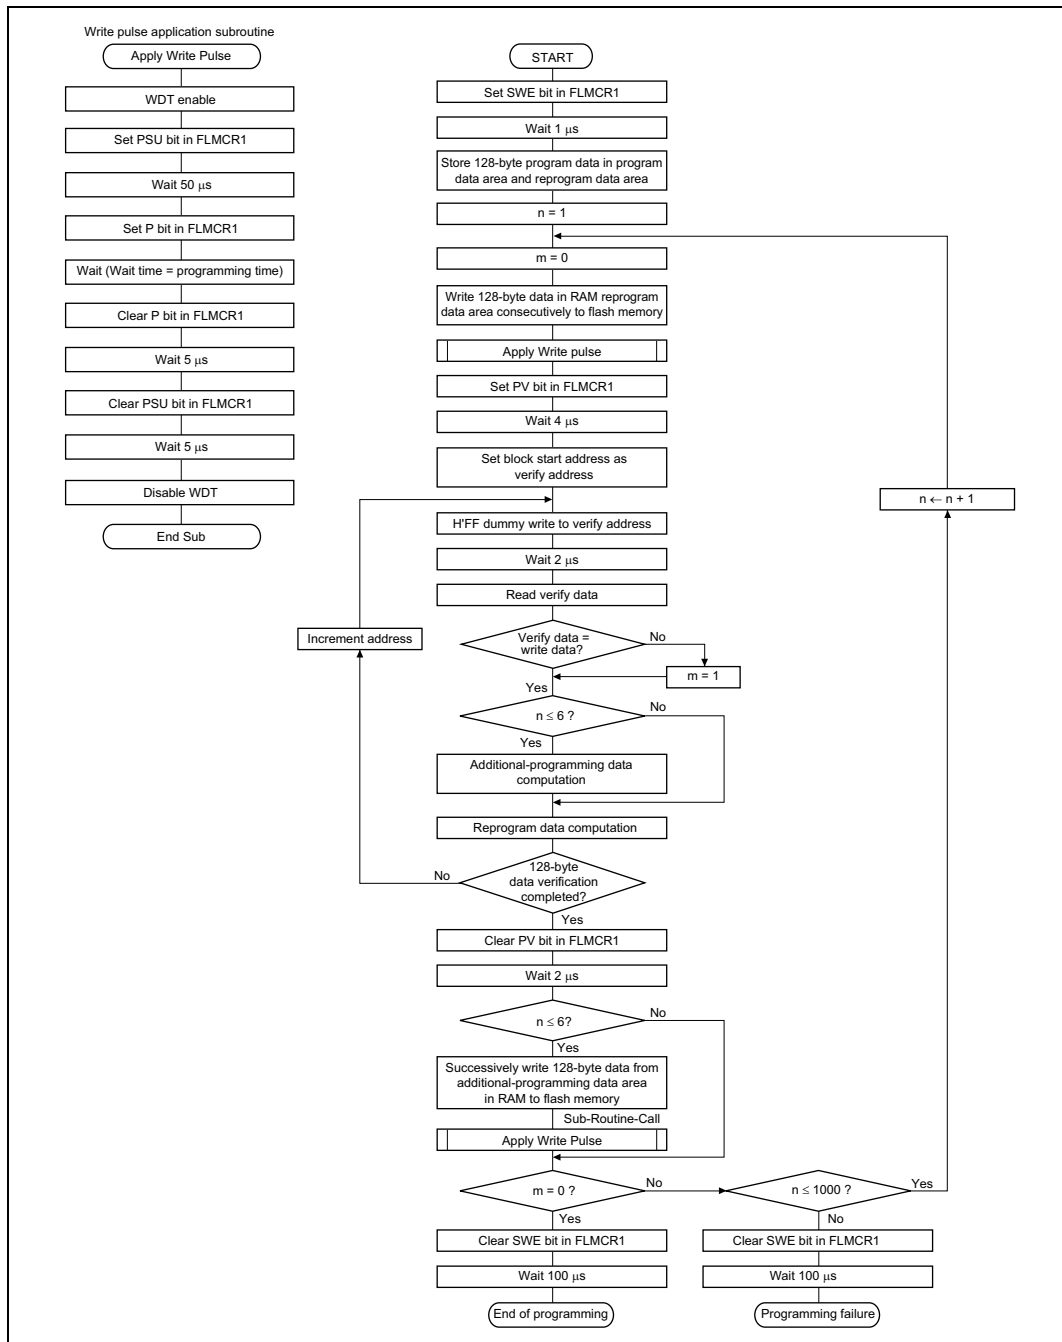 Write pulse application subroutine
Apply Write Pulse
WDT enable
Set PSU bit in FLMCR1
Wait 50 μs
Set P bit in FLMCR1
Wait (Wait time = programming time)
Clear P bit in FLMCR1
Wait 5 μs
Clear PSU bit in FLMCR1
Wait 5 μs
Disable WDT
End Sub
START
Set SWE bit in FLMCR1
Wait 1 μs
Store 128-byte program data in program
data area and reprogram data area
n = 1
m = 0
Write 128-byte data in RAM reprogram
data area consecutively to flash memory
Apply Write pulse
Set PV bit in FLMCR1
Wait 4 μs
Set block start address as
verify address
n ← n + 1
H'FF dummy write to verify address
Wait 2 μs
Read verify data
Increment address
Verify data =
write data?
No
m = 1
Yes
n ≤ 6 ?
No
Yes
Additional-programming data
computation
Reprogram data computation
128-byte
data verification
completed?
No
Yes
Clear PV bit in FLMCR1
Wait 2 μs
n ≤ 6?
No
Yes
Successively write 128-byte data from
additional-programming data area
in RAM to flash memory
Sub-Routine-Call
Apply Write Pulse
m = 0 ?
No
n ≤ 1000 ?
Yes
Yes
No
Clear SWE bit in FLMCR1
Clear SWE bit in FLMCR1
Wait 100 μs
Wait 100 μs
End of programming
Programming failure